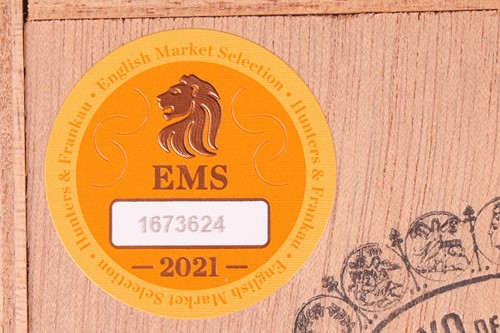 · English Market Selection ·
Hunters & Frankau
· English Market Selection ·
Hunters & Frankau
EMS
1673624
— 2021 —